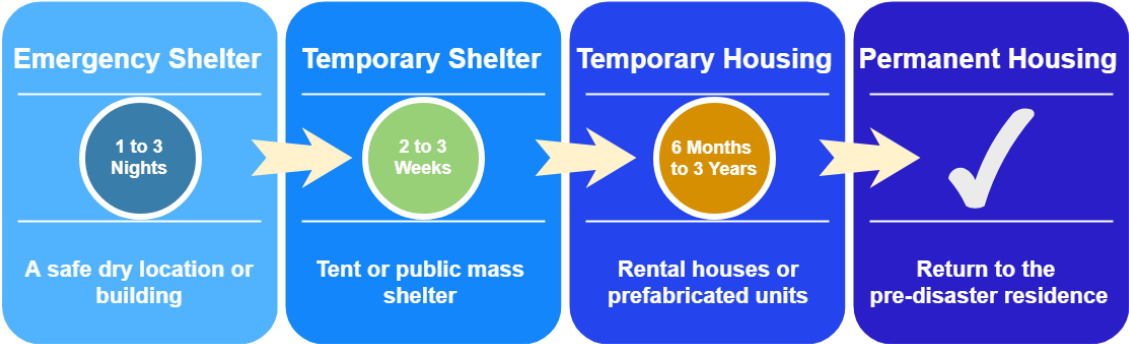 Emergency Shelter
1 to 3
Nights
A safe dry location or
building
Temporary Shelter
2 to 3
Weeks
Tent or public mass
shelter
Temporary Housing
6 Months
to 3 Years
Rental houses or
prefabricated units
Permanent Housing
Return to the
pre-disaster residence